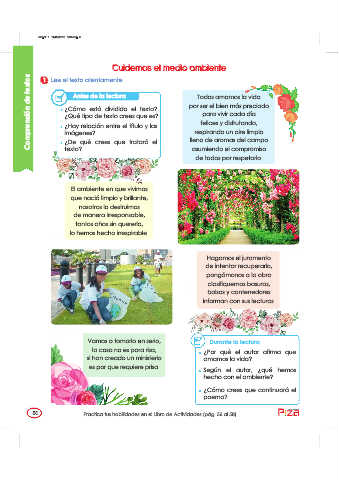 Cuidemos el medio ambiente
1 Lee el texto atentamente
Comprensión de textos
Antes de la lectura
¿Cómo está dividido el texto?
¿Qué tipo de texto crees que es?
¿Hay relación entre el título y las
imágenes?
¿De qué crees que tratará el
texto?
Todos amamos la vida
por ser el bien más preciado
para vivir cada día
felices y disfrutando,
respirando un aire limpio
lleno de aromas del campo
asumiendo el compromiso
de todos por respetarlo
El ambiente en que vivimos
que nació limpio y brillante,
nosotros lo destruimos
de manera irresponsable,
tantos años sin quererlo,
lo hemos hecho irrespirable
Hagamos el juramento
de intentar recuperarlo,
pongámonos a la obra
clasifiquemos basuras,
bolsas y contenedores
informan con sus lecturas
Vamos a tomarlo en serio,
la cosa no es para risa,
si han creado un ministerio
es por que requiere prisa
Durante la lectura
¿Por qué el autor afirma que
amamos la vida?
Según el autor, ¿qué hemos
hecho con el ambiente?
¿Cómo crees que continuará el
poema?
Practica tus habilidades en el Libro de Actividades (pág. 56 al 58)